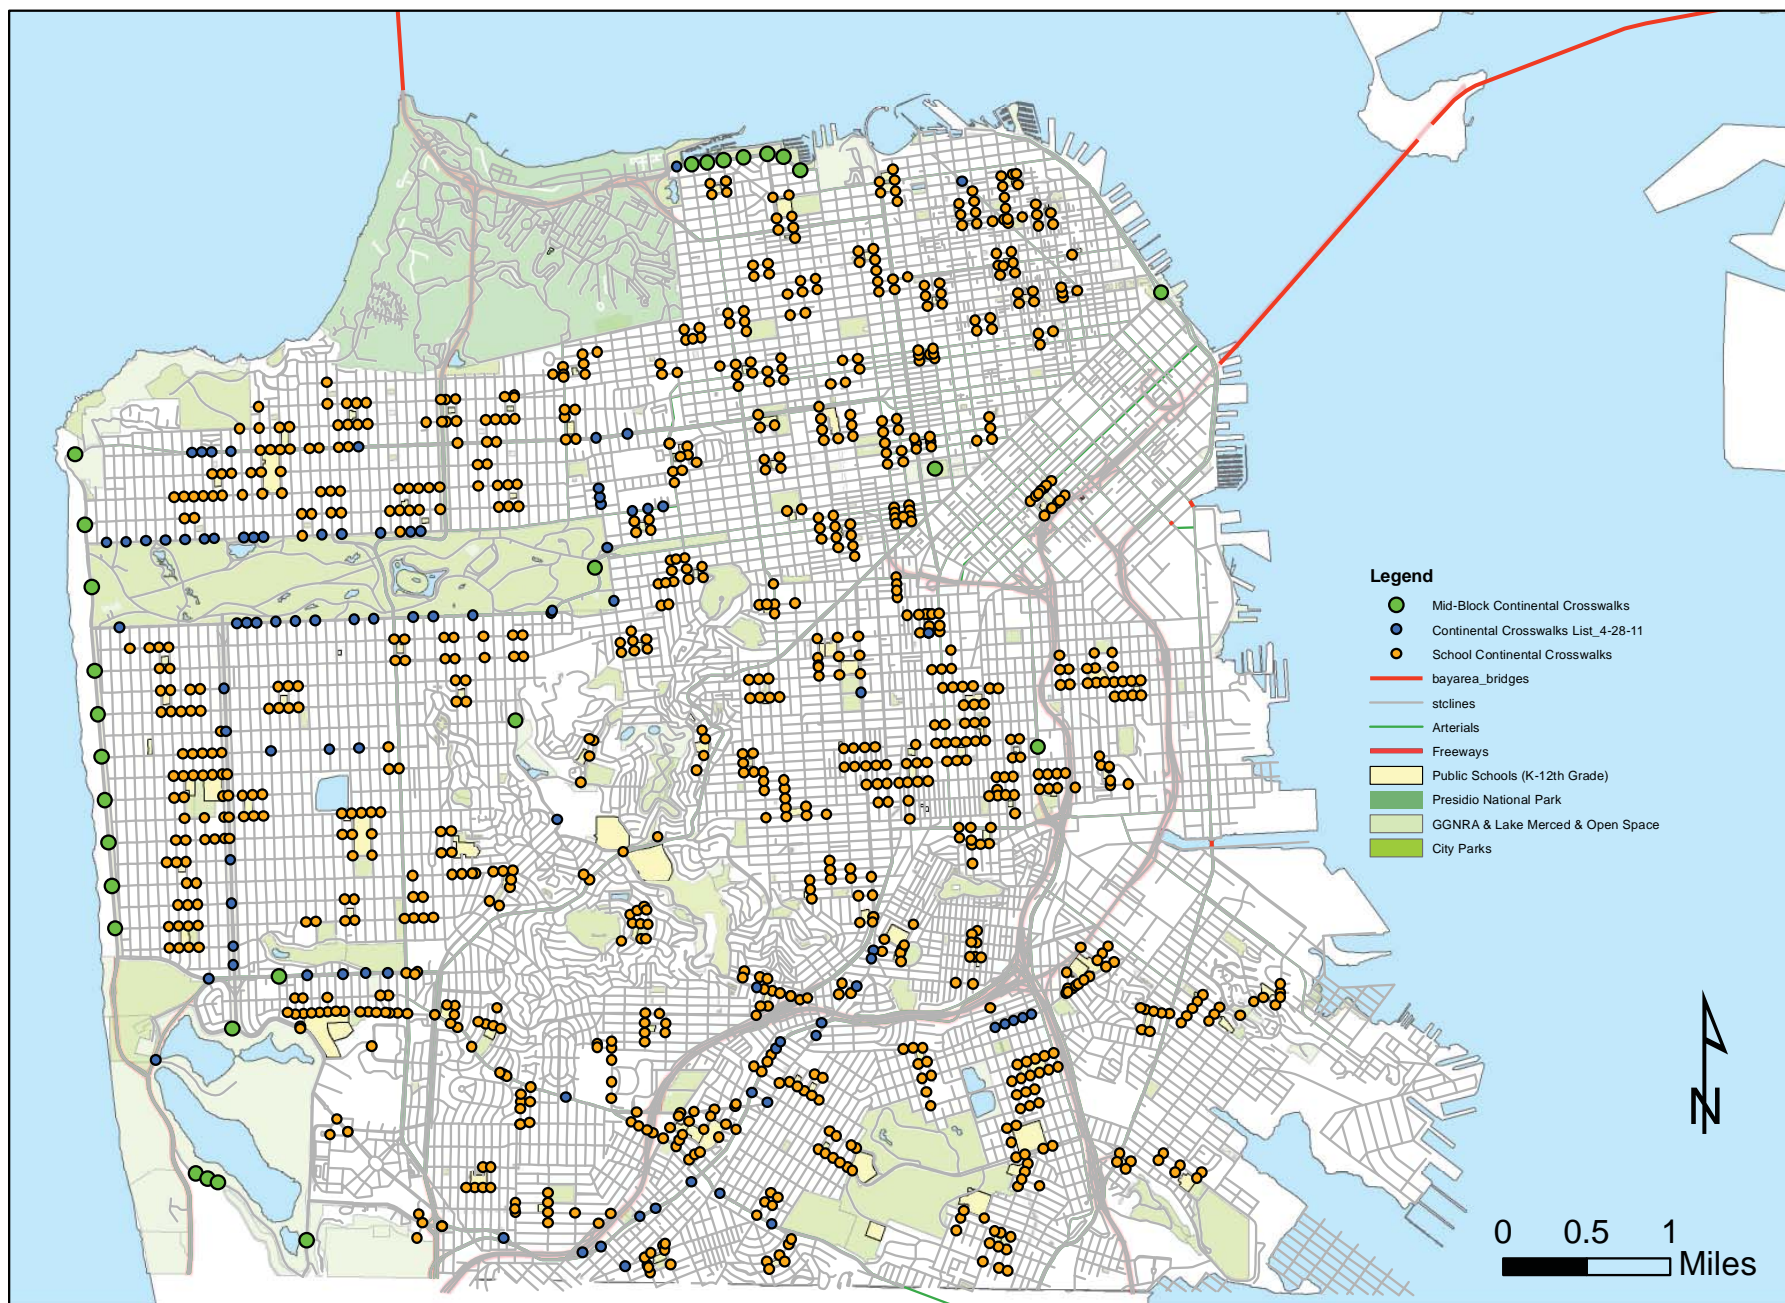 Legend
Mid-Block Continental Crosswalks
Continental Crosswalks List_4-28-11
School Continental Crosswalks
bayarea_bridges
stclines
Arterials
Freeways
Public Schools (K-12th Grade)
Presidio National Park
GGNRA & Lake Merced & Open Space
City Parks
N
0 0.5 1
Miles